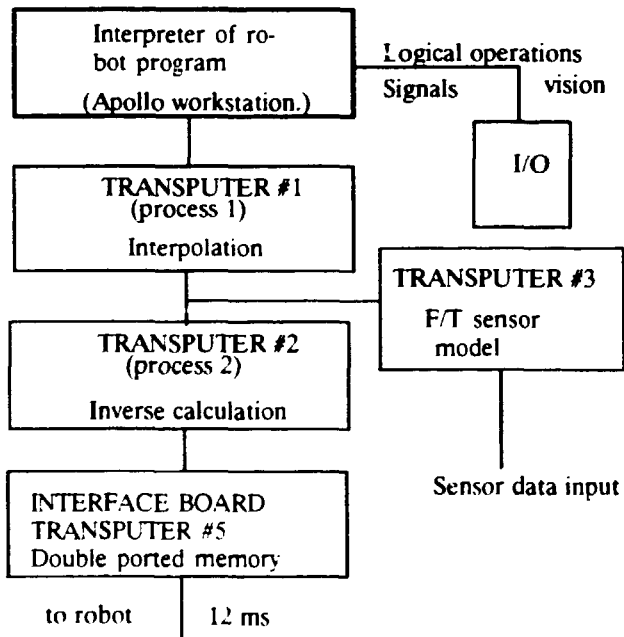 Interpreter of ro-
bot program
(Apollo workstation.)
Logical operations
Signals vision
I/O
TRANSPUTER #1
(process 1)
Interpolation
TRANSPUTER #3
F/T sensor
model
TRANSPUTER #2
(process 2)
Inverse calculation
Sensor data input
INTERFACE BOARD
TRANSPUTER #5
Double ported memory
to robot 12 ms